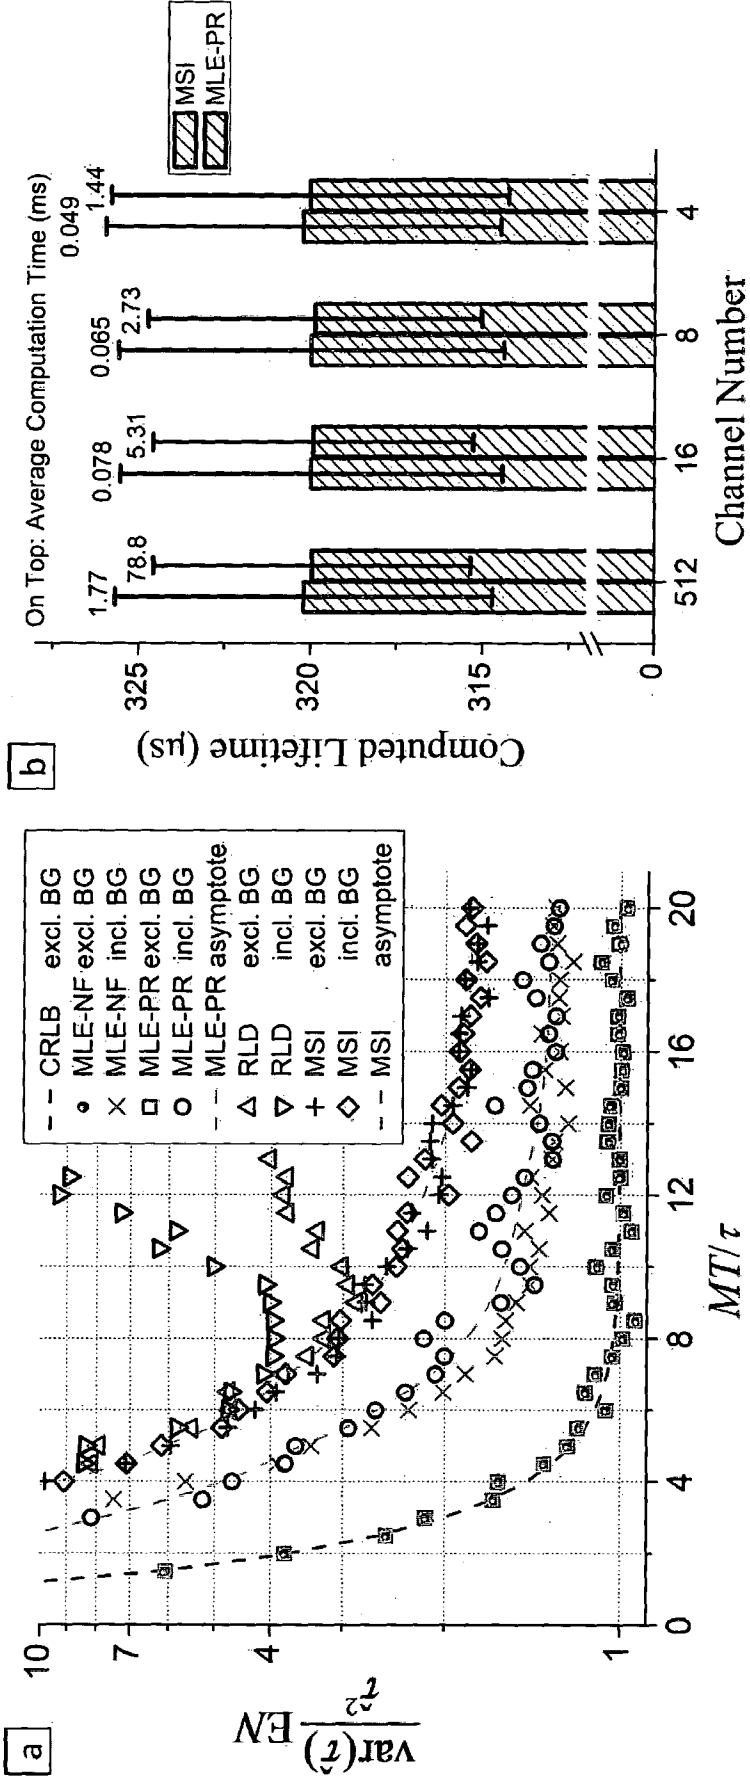 a
10
7
4
1
var(τ̂)/τ̂² EN
0
4
8
12
16
20
MT/τ
CRLB excl. BG
MLE-NF excl. BG
MLE-NF incl. BG
MLE-PR excl. BG
MLE-PR incl. BG
MLE-PR asymptote
RLD excl. BG
RLD incl. BG
MSI excl. BG
MSI incl. BG
MSI asymptote
b
On Top: Average Computation Time (ms)
325
320
315
0
Computed Lifetime (µs)
1.77
78.8
0.078
5.31
0.065
2.73
0.049
1.44
512
16
8
4
Channel Number
MSI
MLE-PR